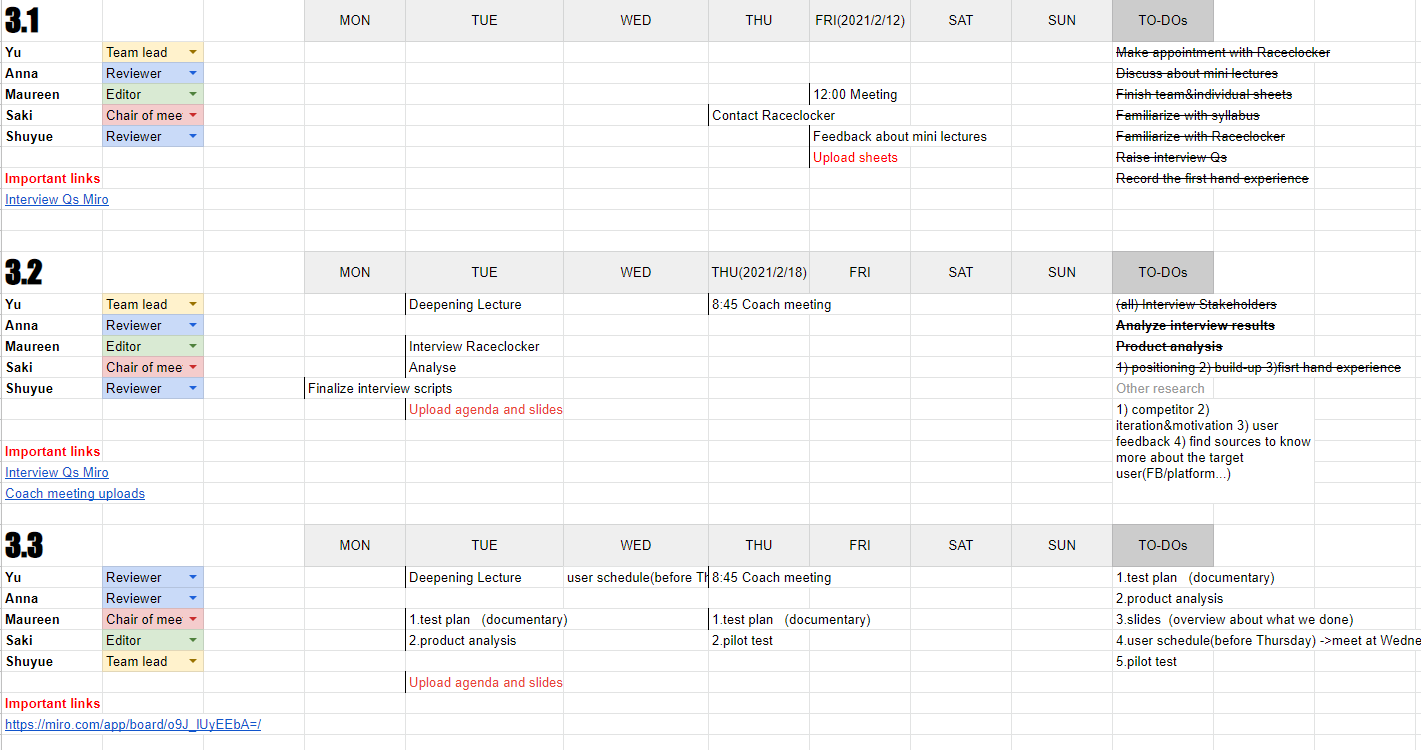 3.1 MON TUE WED THU FRI(2021/2/12) SAT SUN TO-DOs
Yu Team lead Make appointment with Raceclocker
Anna Reviewer Discuss about mini lectures
Maureen Editor 12:00 Meeting Finish team&individual sheets
Saki Chair of mee Contact Raceclocker Familiarize with syllabus
Shuyue Reviewer Feedback about mini lectures Familiarize with Raceclocker
Upload sheets Raise interview Qs
Important links Record the first hand experience
Interview Qs Miro
3.2 MON TUE WED THU(2021/2/18) FRI SAT SUN TO-DOs
Yu Team lead Deepening Lecture 8:45 Coach meeting (all) Interview Stakeholders
Anna Reviewer Analyze interview results
Maureen Editor Interview Raceclocker Product analysis
Saki Chair of mee Analyse 1) positioning 2) build-up 3)fisrt hand experience
Shuyue Reviewer Finalize interview scripts Other research
Upload agenda and slides 1) competitor 2)
iteration&motivation 3) user
feedback 4) find sources to know
more about the target
user(FB/platform...)
Important links
Interview Qs Miro
Coach meeting uploads
3.3 MON TUE WED THU FRI SAT SUN TO-DOs
Yu Reviewer Deepening Lecture user schedule(before Th 8:45 Coach meeting 1.test plan (documentary)
Anna Reviewer 2.product analysis
Maureen Chair of mee 1.test plan (documentary) 1.test plan (documentary) 3.slides (overview about what we done)
Saki Editor 2.product analysis 2.pilot test 4.user schedule(before Thursday) ->meet at Wedne
Shuyue Team lead 5.pilot test
Upload agenda and slides
Important links
https://miro.com/app/board/o9J_lUyEEbA=/